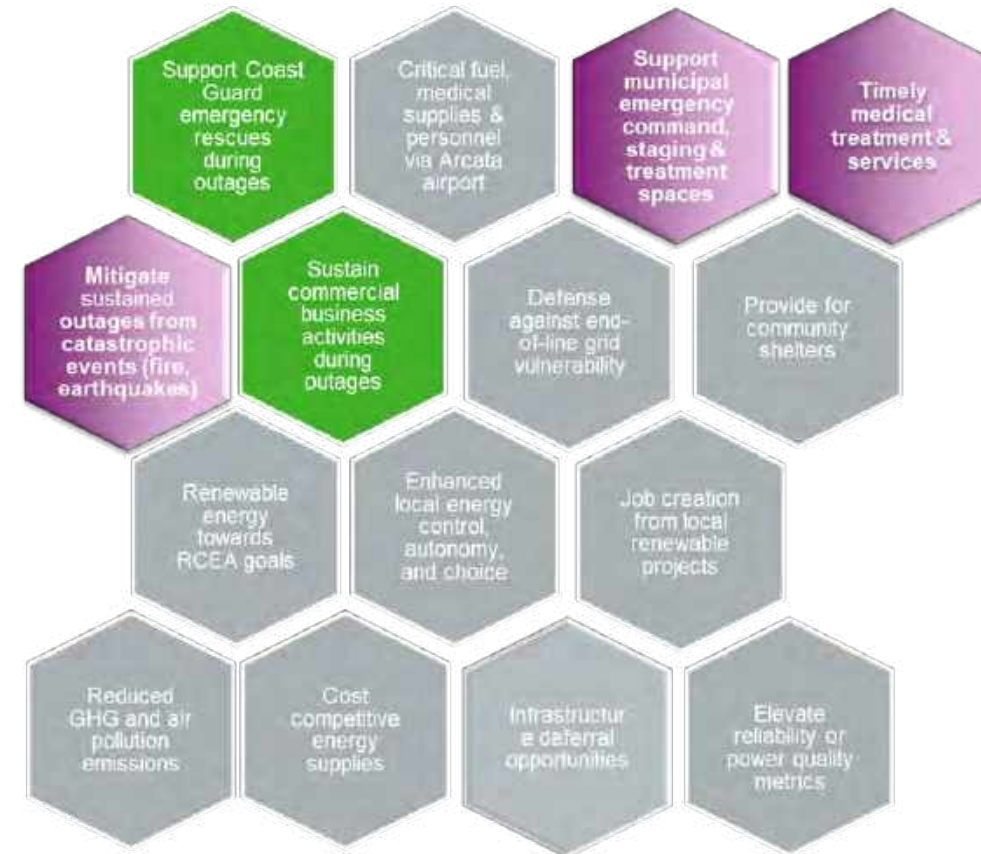 Support Coast
Guard
emergency
rescues
during
outages
Critical fuel,
medical
supplies &
personnel
via Arcata
airport
Support
municipal
emergency
command,
staging &
treatment
spaces
Timely
medical
treatment &
services
Mitigate
sustained
outages from
catastrophic
events (fire,
earthquakes)
Sustain
commercial
business
activities
during
outages
Defense
against end-
of-line grid
vulnerability
Provide for
community
shelters
Renewable
energy
towards
RCEA goals
Enhanced
local energy
control,
autonomy,
and choice
Job creation
from local
renewable
projects
Reduced
GHG and air
pollution
emissions
Cost
competitive
energy
supplies
Infrastructur
e deferral
opportunities
Elevate
reliability or
power quality
metrics